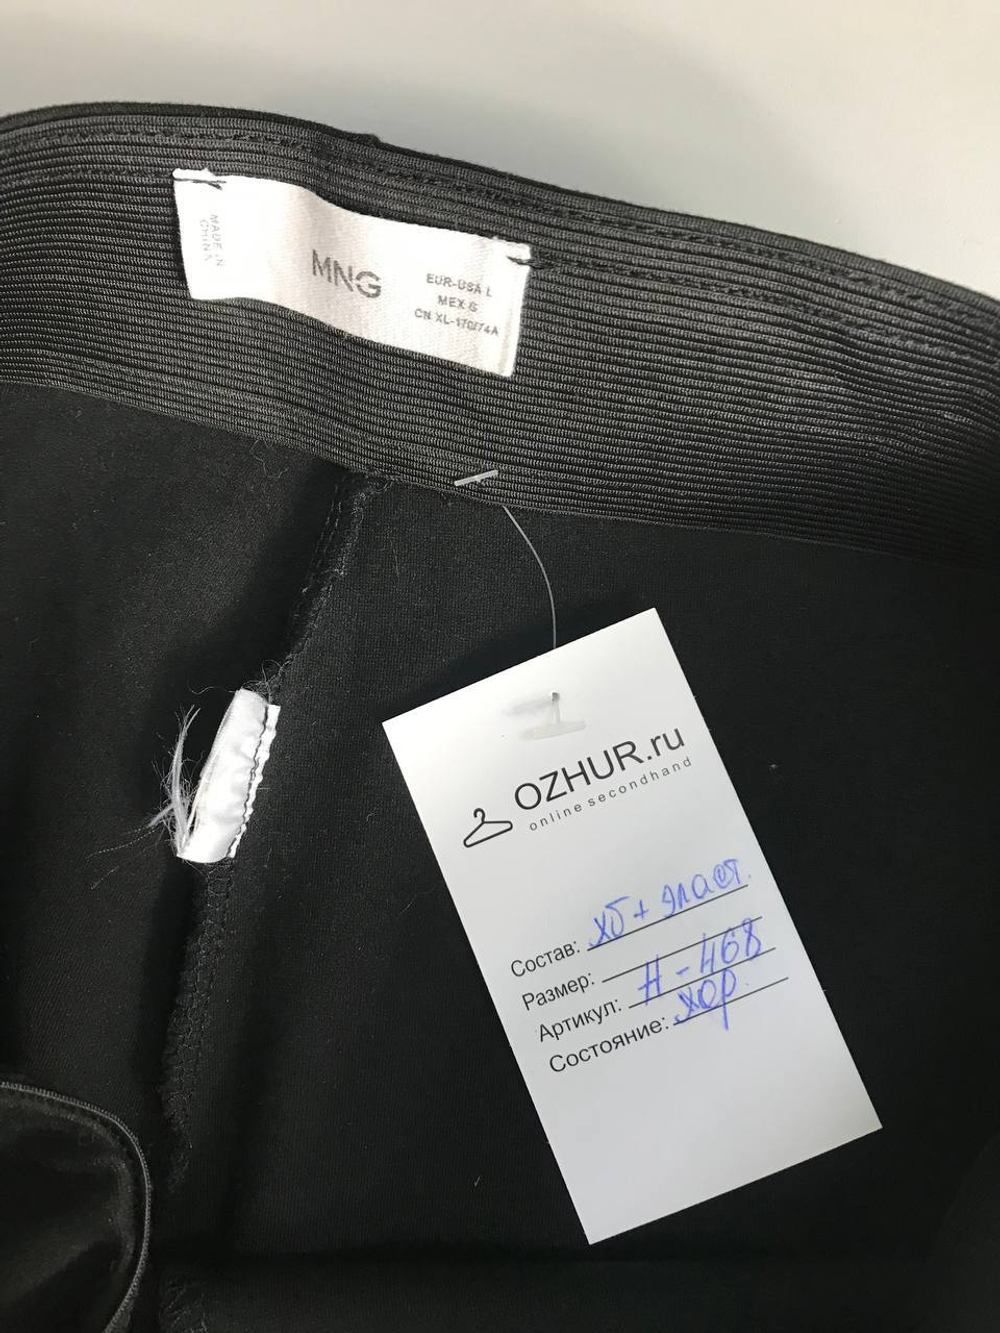 MADE IN
CHINA
MNG
EUR-USA L
MEX G
CN XL-170/74A
OZHUR.ru
online secondhand
Состав: хб + эласт.
Размер:
Артикул: Н-468
Состояние: хор.